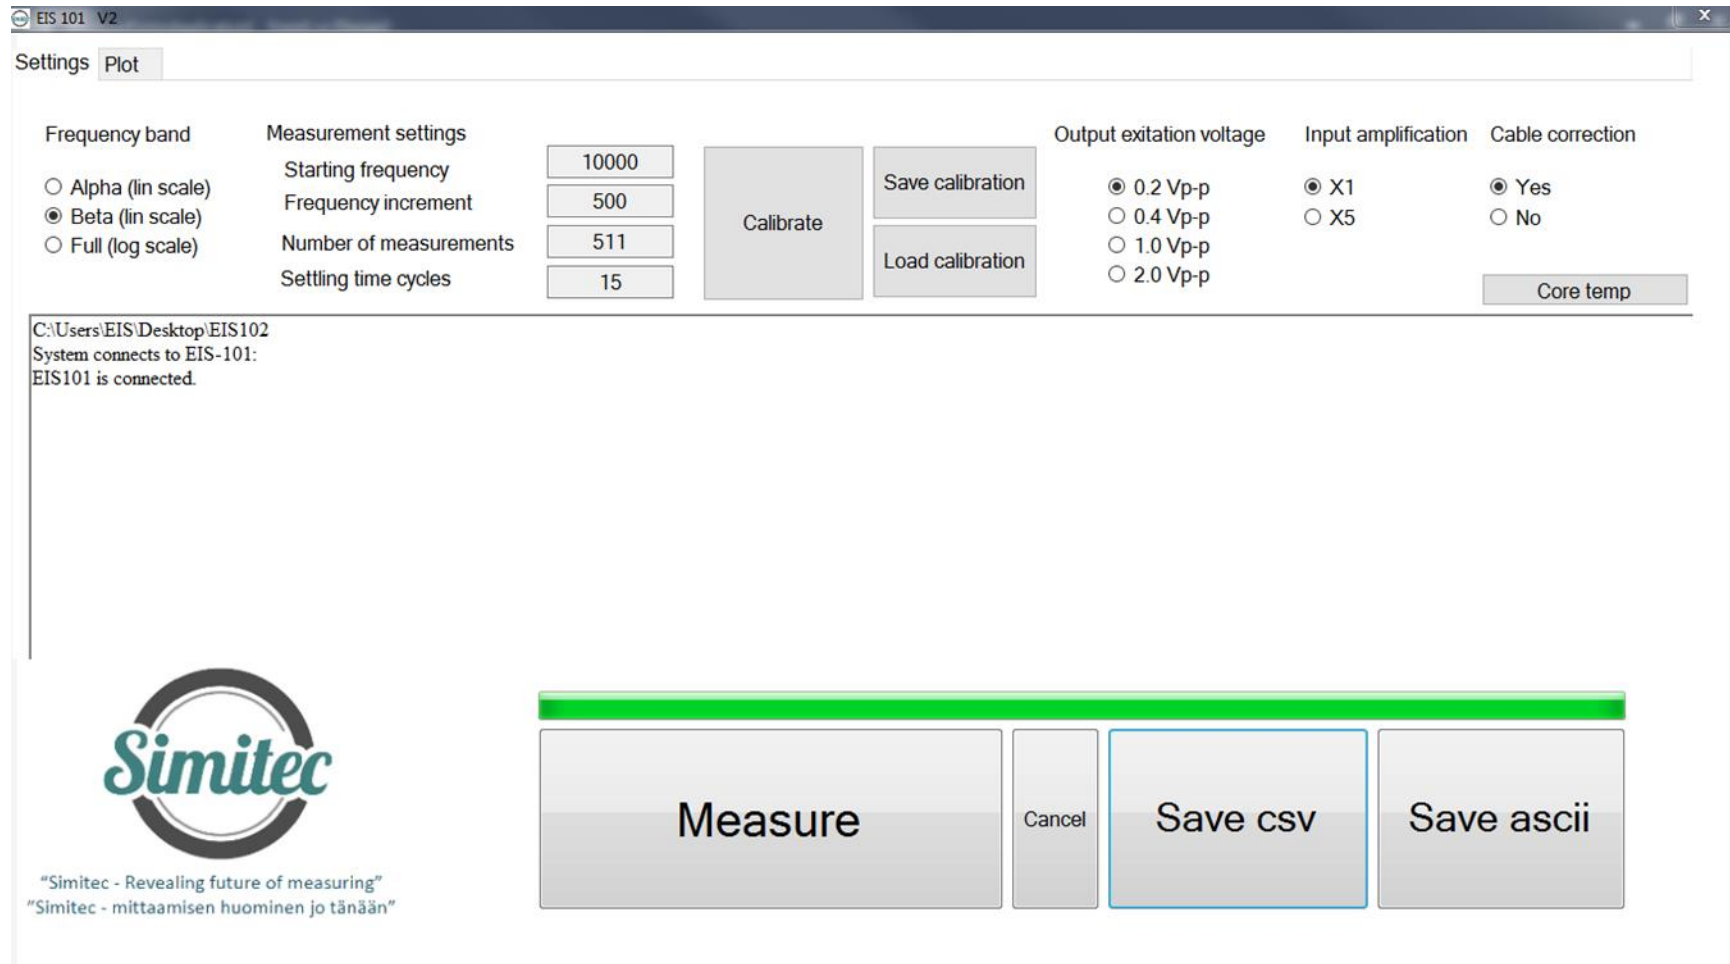 EIS 101 V2
Settings Plot
Frequency band
Alpha (lin scale)
Beta (lin scale)
Full (log scale)
Measurement settings
Starting frequency 10000
Frequency increment 500
Number of measurements 511
Settling time cycles 15
Calibrate
Save calibration
Load calibration
Output exitation voltage
0.2 Vp-p
0.4 Vp-p
1.0 Vp-p
2.0 Vp-p
Input amplification
X1
X5
Cable correction
Yes
No
Core temp
C:\Users\EIS\Desktop\EIS102
System connects to EIS-101:
EIS101 is connected.
Simitec
"Simitec - Revealing future of measuring"
"Simitec - mittaamisen huominen jo tänään"
Measure
Cancel
Save csv
Save ascii